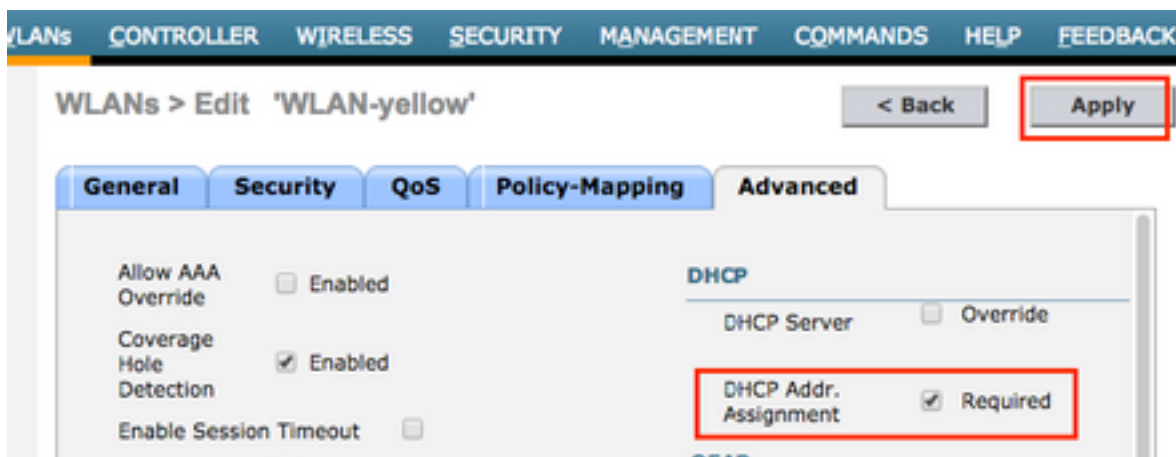 WLANs CONTROLLER WIRELESS SECURITY MANAGEMENT COMMANDS HELP FEEDBACK
WLANs > Edit 'WLAN-yellow'
< Back
Apply
General Security QoS Policy-Mapping Advanced
Allow AAA
Override
Enabled
Coverage
Hole
Detection
Enabled
Enable Session Timeout
DHCP
DHCP Server
Override
DHCP Addr.
Assignment
Required